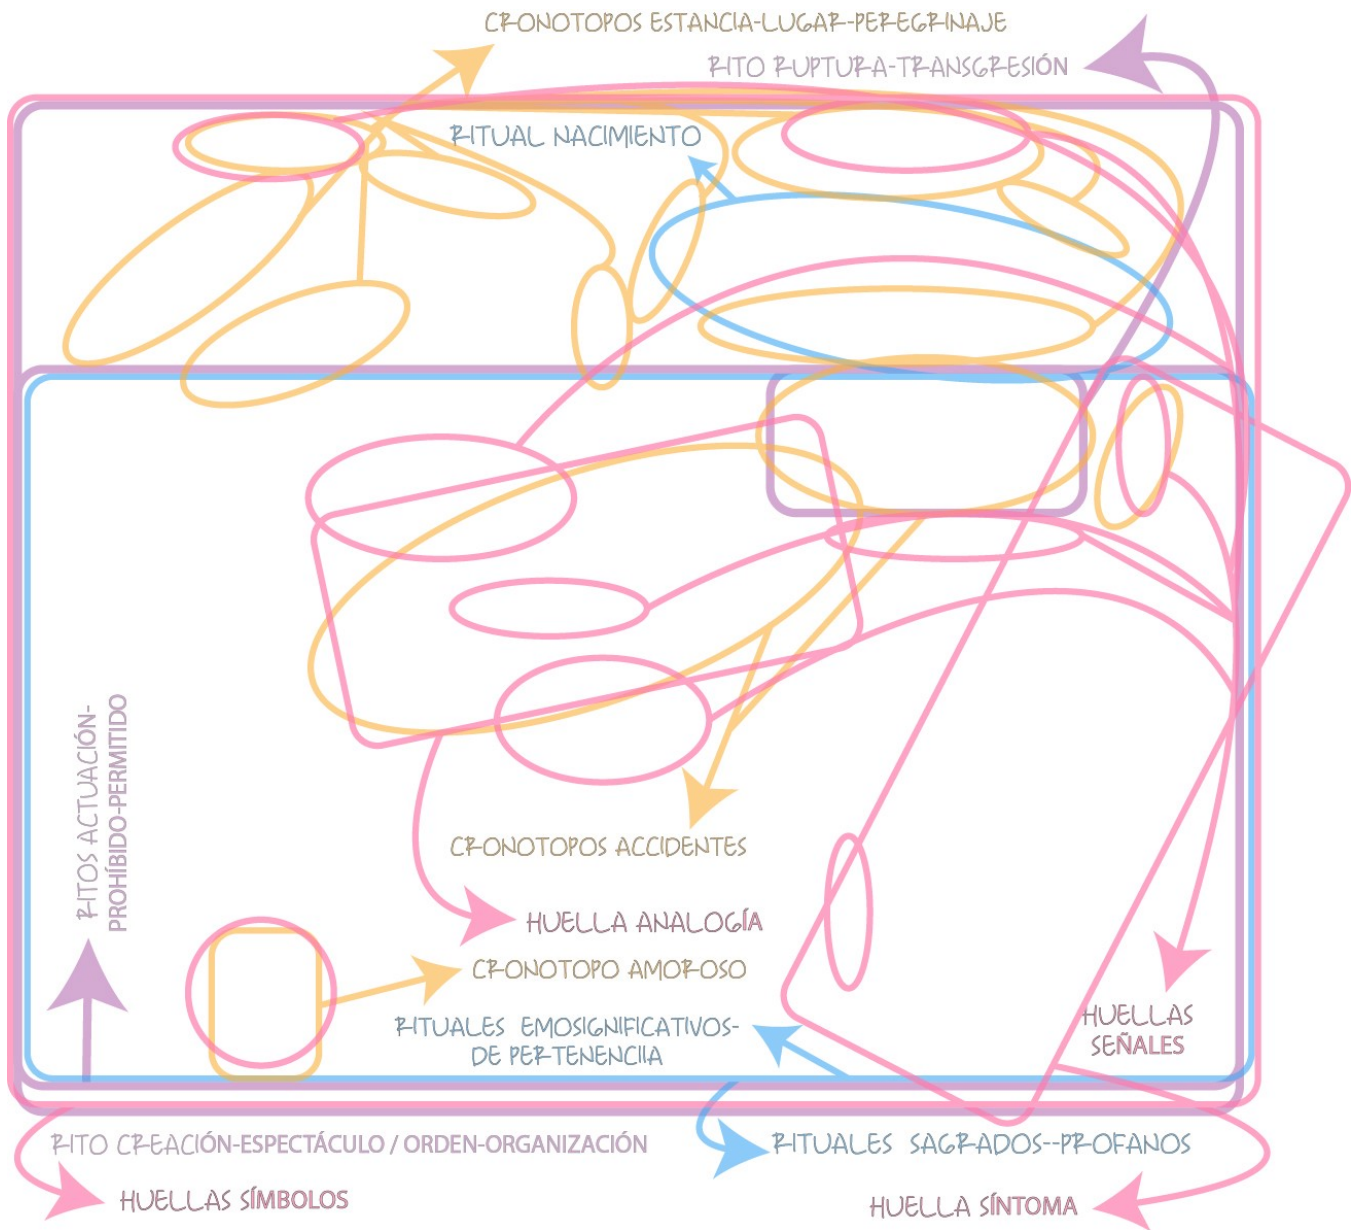 CRONOTOPOS ESTANCIA-LUGAR-PEREGRINAJE
RITO RUPTURA-TRANSGRESIÓN
RITUAL NACIMIENTO
RITOS ACTUACIÓN-
PROHÍBIDO-PERMITIDO
CRONOTOPOS ACCIDENTES
HUELLA ANALOGÍA
CRONOTOPO AMOROSO
RITUALES EMOSIGNIFICATIVOS-
DE PERTENENCIIA
HUELLAS
SEÑALES
RITO CREACIÓN-ESPECTÁCULO / ORDEN-ORGANIZACIÓN
RITUALES SAGRADOS--PROFANOS
HUELLAS SÍMBOLOS
HUELLA SÍNTOMA